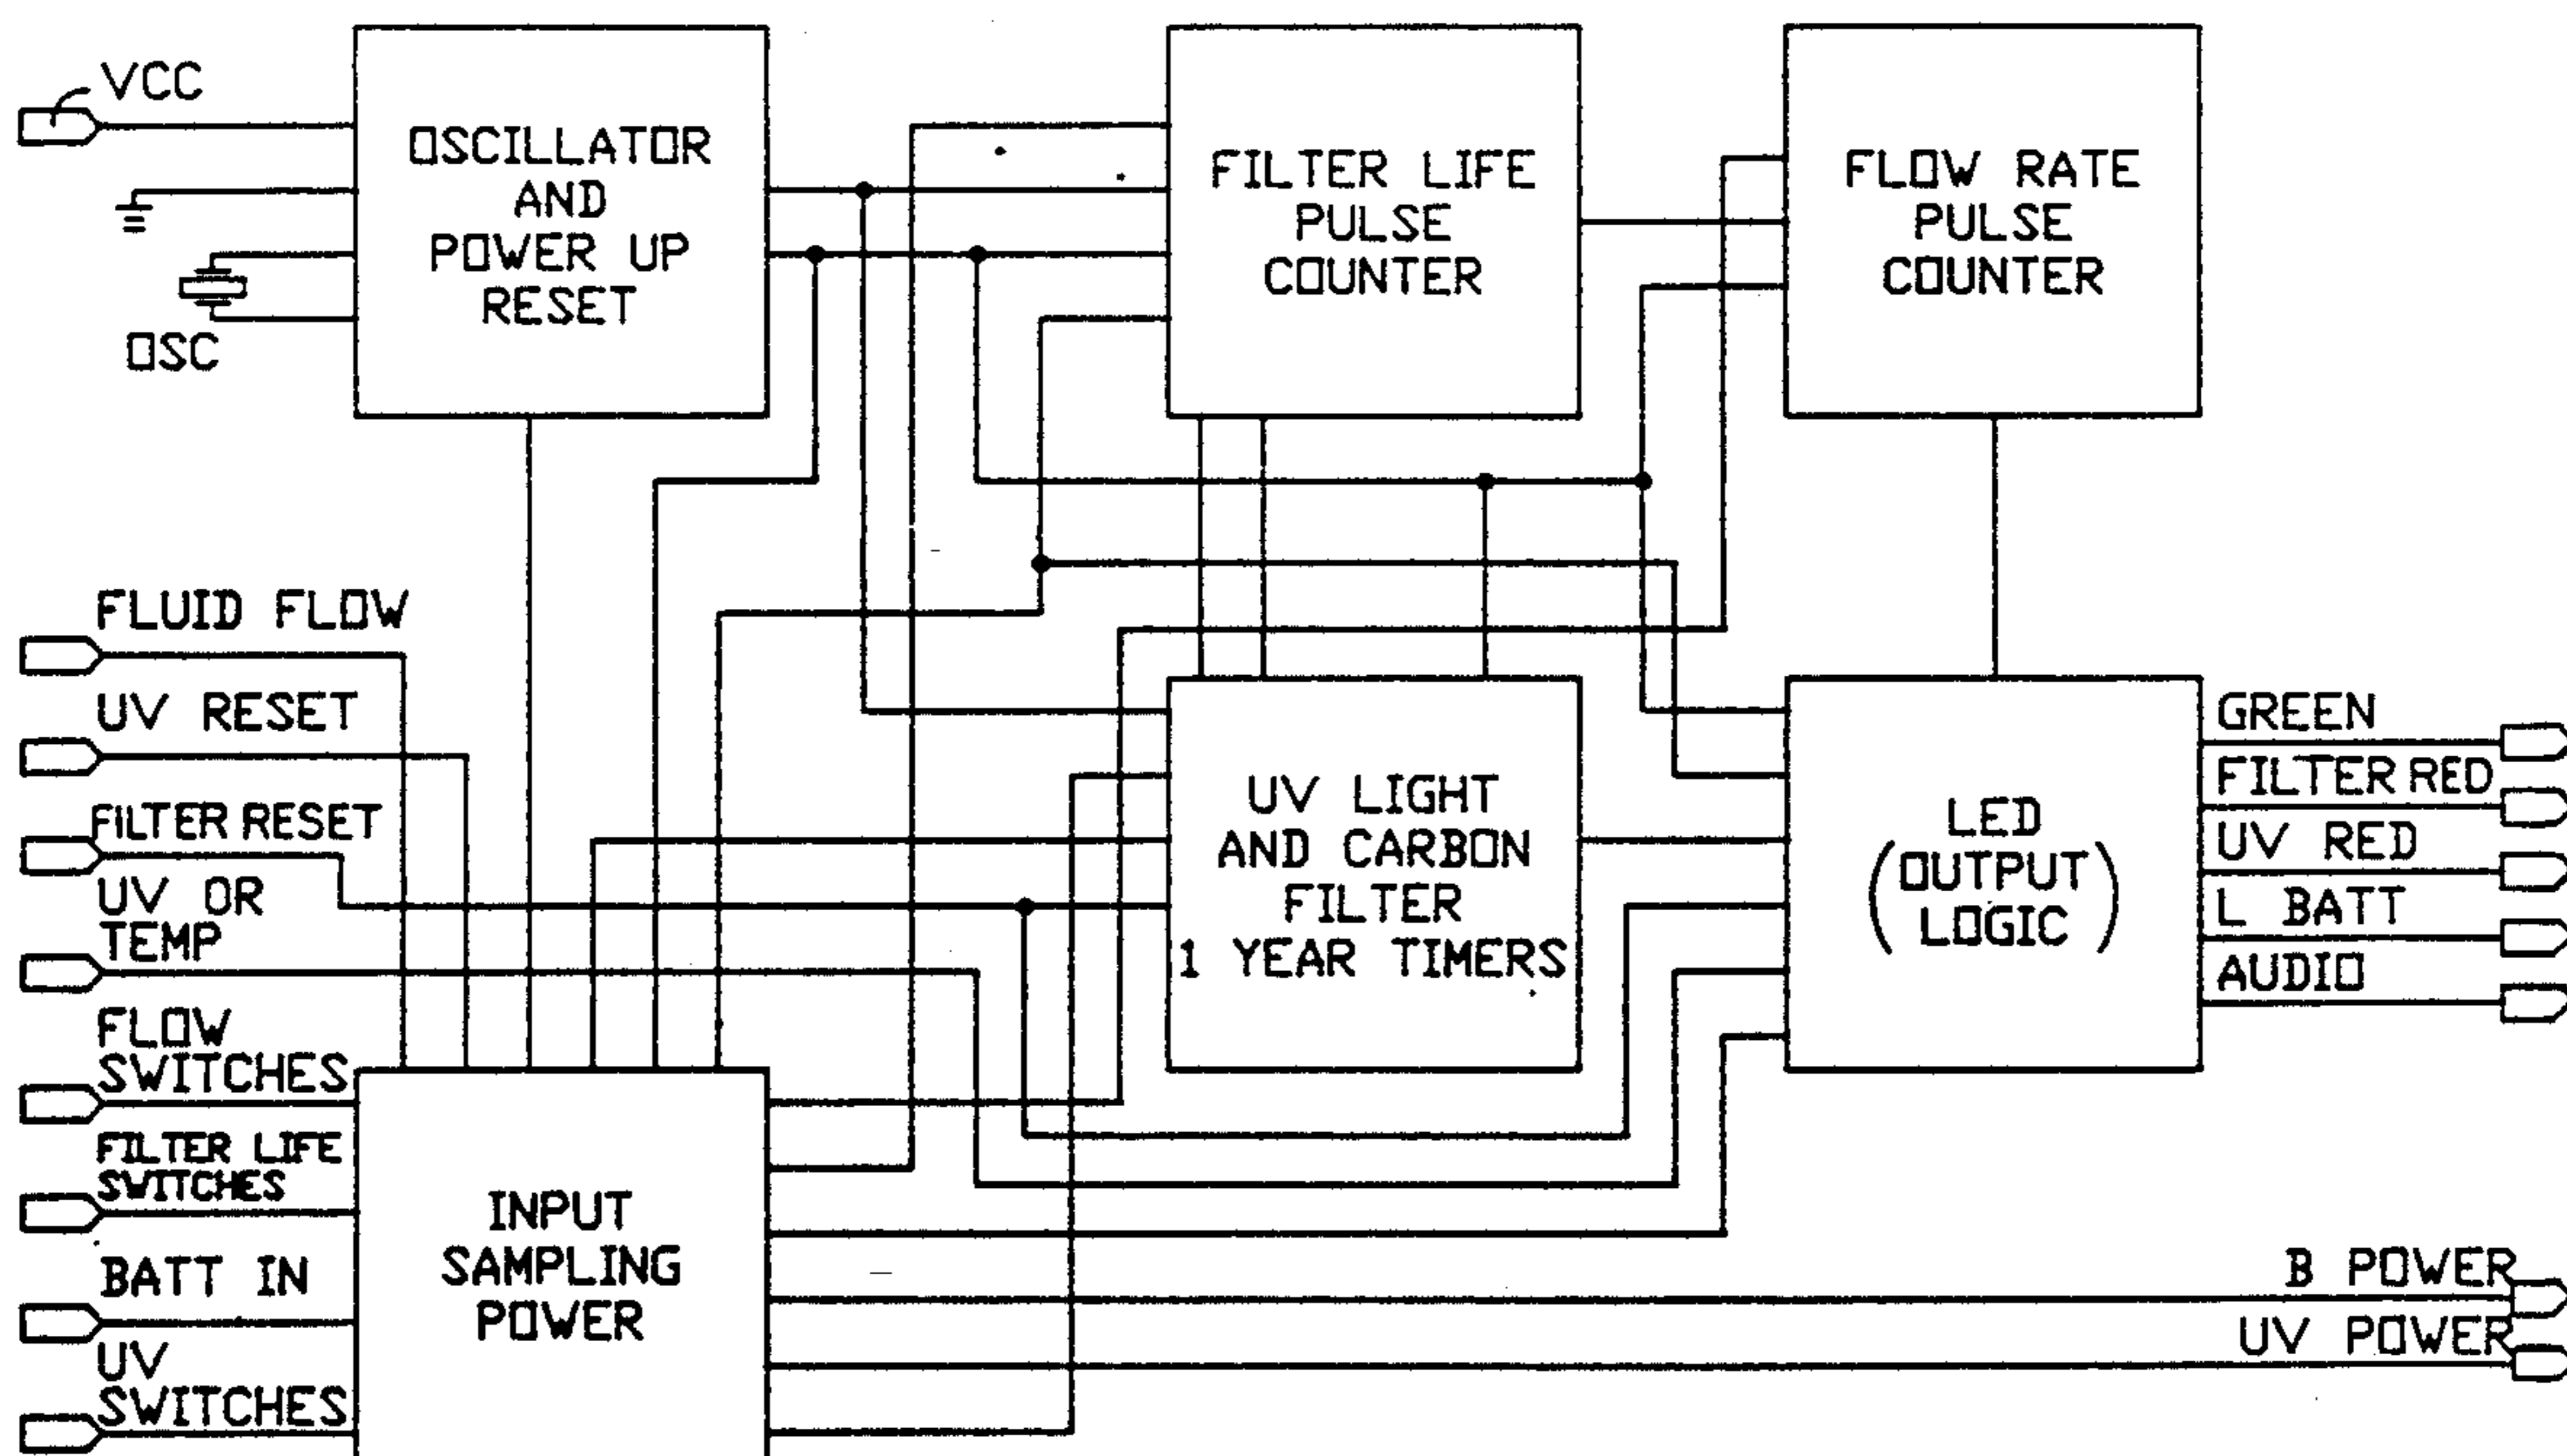 VCC
OSC
OSCILLATOR
AND
POWER UP
RESET
FILTER LIFE
PULSE
COUNTER
FLOW RATE
PULSE
COUNTER
FLUID FLOW
UV RESET
FILTER RESET
UV OR
TEMP
FLOW
SWITCHES
FILTER LIFE
SWITCHES
BATT IN
UV
SWITCHES
INPUT
SAMPLING
POWER
UV LIGHT
AND CARBON
FILTER
1 YEAR TIMERS
LED
(OUTPUT
LOGIC)
GREEN
FILTER RED
UV RED
L BATT
AUDIO
B POWER
UV POWER